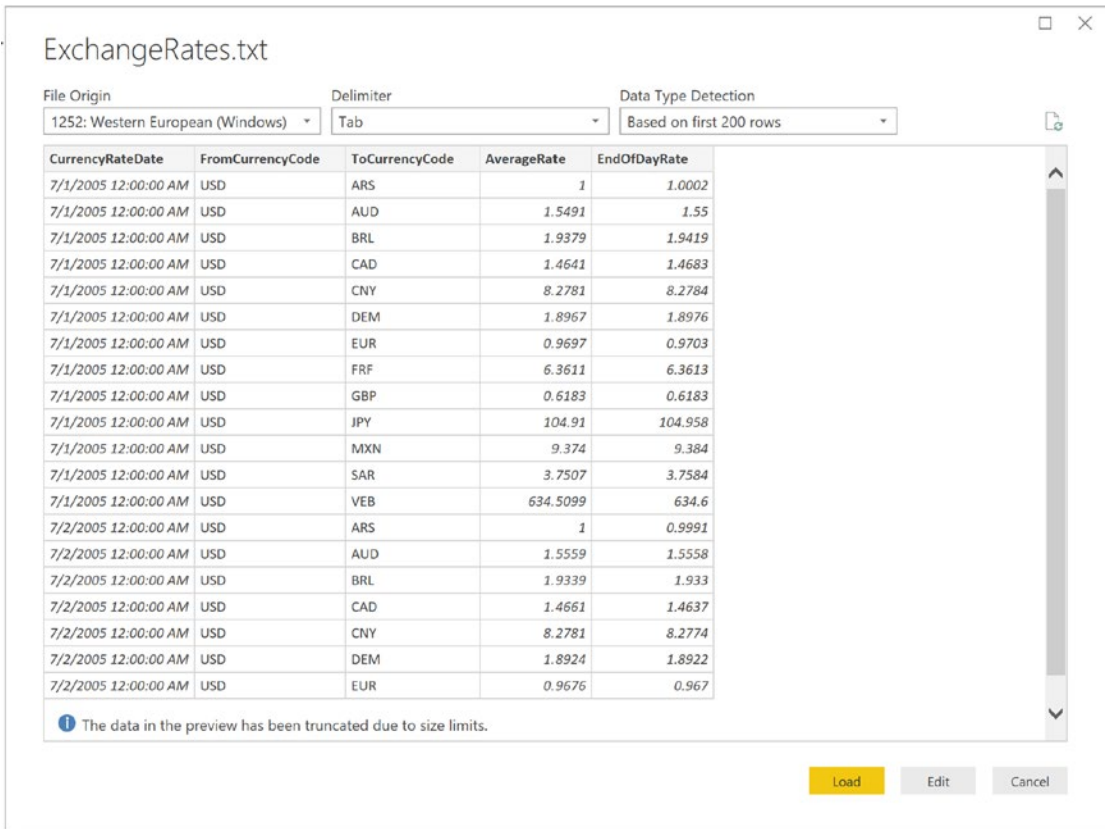 ExchangeRates.txt
File Origin Delimiter Data Type Detection
1252: Western European (Windows) Tab Based on first 200 rows
CurrencyRateDate FromCurrencyCode ToCurrencyCode AverageRate EndOfDayRate
7/1/2005 12:00:00 AM USD ARS 1 1.0002
7/1/2005 12:00:00 AM USD AUD 1.5491 1.55
7/1/2005 12:00:00 AM USD BRL 1.9379 1.9419
7/1/2005 12:00:00 AM USD CAD 1.4641 1.4683
7/1/2005 12:00:00 AM USD CNY 8.2781 8.2784
7/1/2005 12:00:00 AM USD DEM 1.8967 1.8976
7/1/2005 12:00:00 AM USD EUR 0.9697 0.9703
7/1/2005 12:00:00 AM USD FRF 6.3611 6.3613
7/1/2005 12:00:00 AM USD GBP 0.6183 0.6183
7/1/2005 12:00:00 AM USD JPY 104.91 104.958
7/1/2005 12:00:00 AM USD MXN 9.374 9.384
7/1/2005 12:00:00 AM USD SAR 3.7507 3.7584
7/1/2005 12:00:00 AM USD VEB 634.5099 634.6
7/2/2005 12:00:00 AM USD ARS 1 0.9991
7/2/2005 12:00:00 AM USD AUD 1.5559 1.5558
7/2/2005 12:00:00 AM USD BRL 1.9339 1.933
7/2/2005 12:00:00 AM USD CAD 1.4661 1.4637
7/2/2005 12:00:00 AM USD CNY 8.2781 8.2774
7/2/2005 12:00:00 AM USD DEM 1.8924 1.8922
7/2/2005 12:00:00 AM USD EUR 0.9676 0.967
The data in the preview has been truncated due to size limits.
Load Edit Cancel